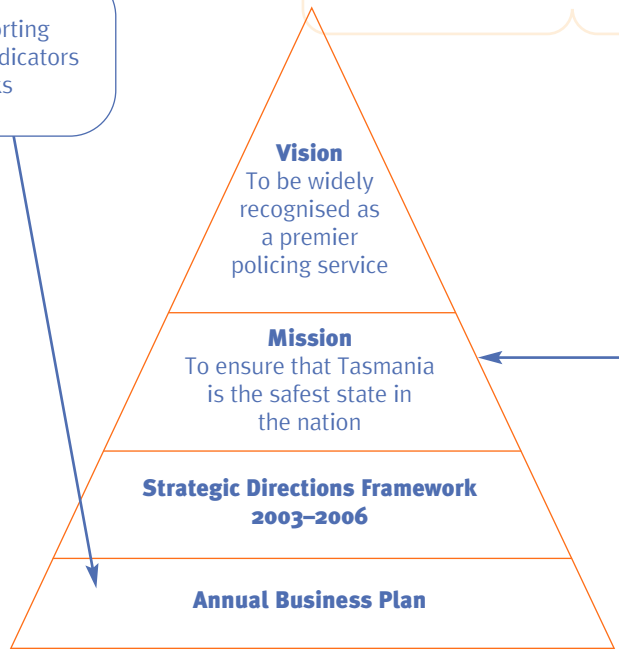 orting
dicators
ks
Vision
To be widely
recognised as
a premier
policing service
Mission
To ensure that Tasmania
is the safest state in
the nation
Strategic Directions Framework
2003–2006
Annual Business Plan